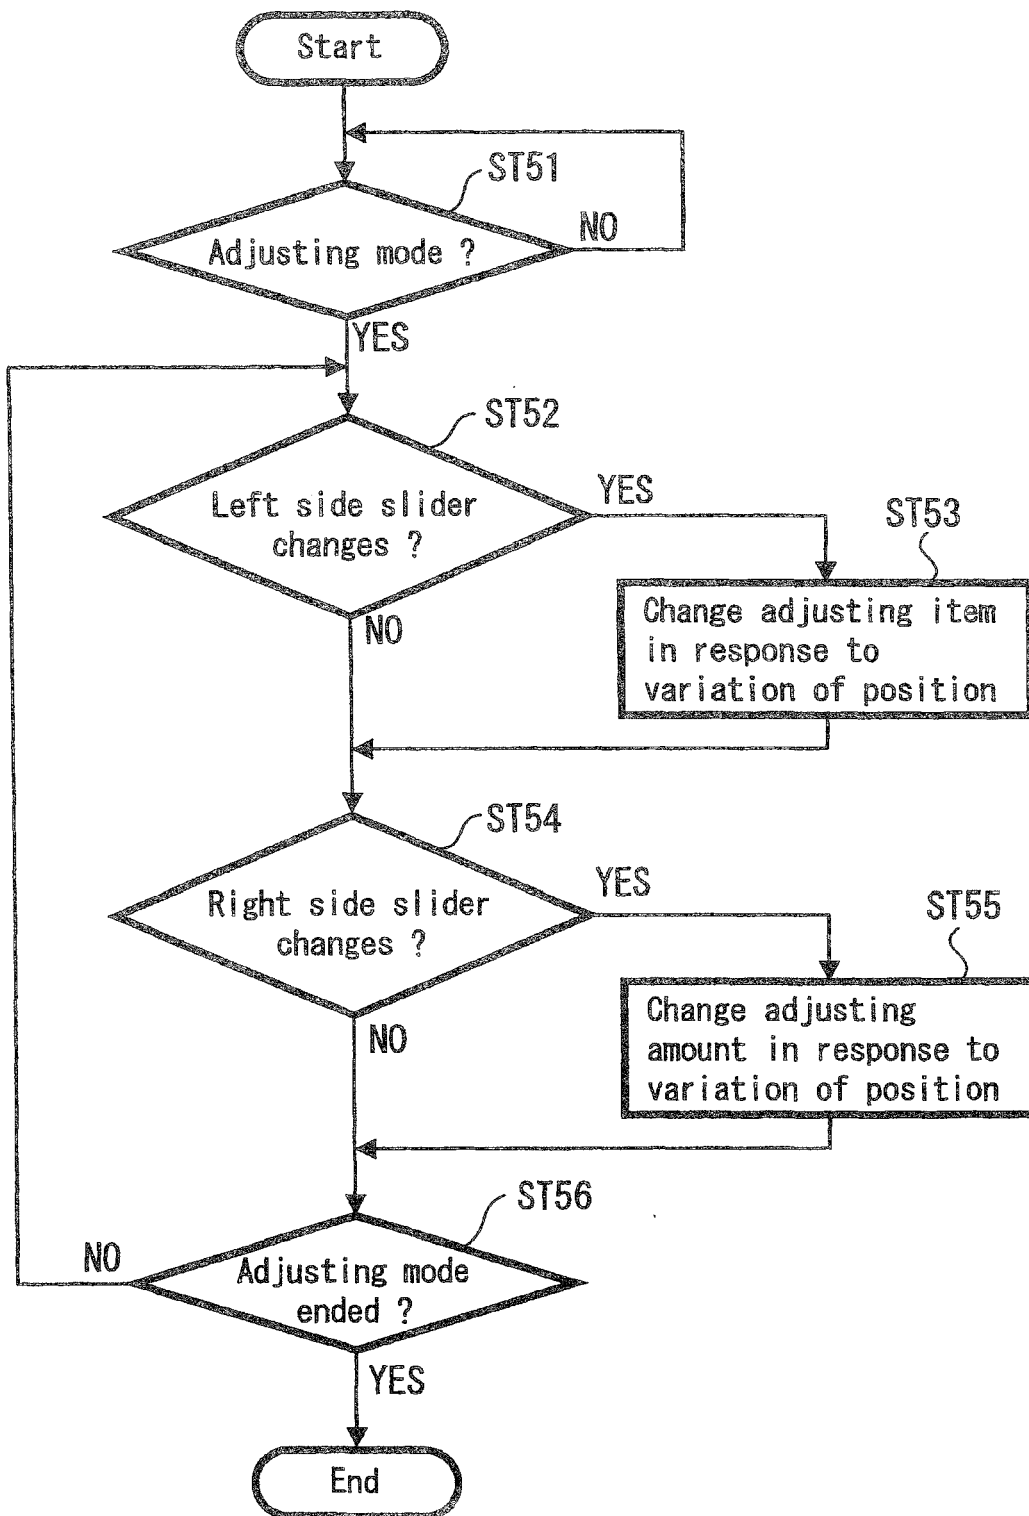 Start
ST51
Adjusting mode ?
NO
YES
ST52
Left side slider
changes ?
YES
ST53
Change adjusting item
in response to
variation of position
NO
ST54
Right side slider
changes ?
YES
ST55
Change adjusting
amount in response to
variation of position
NO
ST56
Adjusting mode
ended ?
NO
YES
End